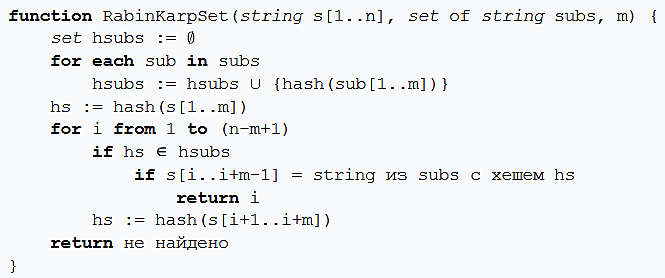 function RabinKarpSet(string s[1..n], set of string subs, m) {
    set hsubs := ∅
    for each sub in subs
        hsubs := hsubs ∪ {hash(sub[1..m])}
    hs := hash(s[1..m])
    for i from 1 to (n-m+1)
        if hs ∈ hsubs
            if s[i..i+m-1] = string из subs с хешем hs
                return i
        hs := hash(s[i+1..i+m])
    return не найдено
}